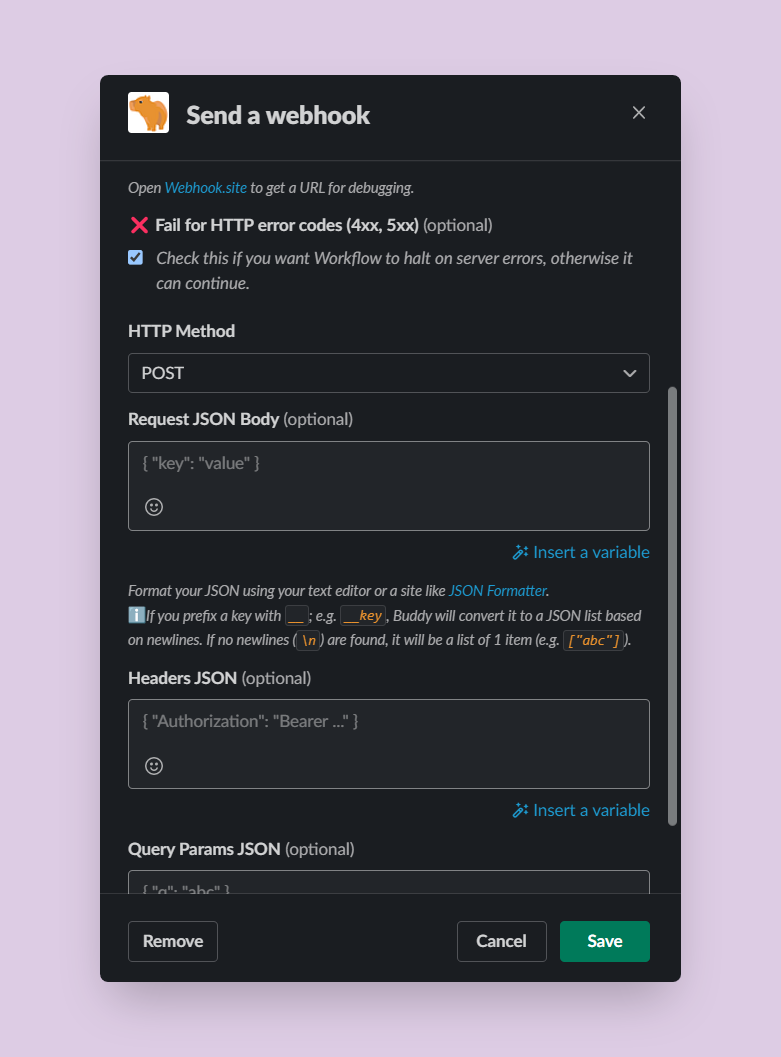 Send a webhook
Open Webhook.site to get a URL for debugging.
❌ Fail for HTTP error codes (4xx, 5xx) (optional)
Check this if you want Workflow to halt on server errors, otherwise it
can continue.
HTTP Method
POST
Request JSON Body (optional)
{ "key": "value" }
Insert a variable
Format your JSON using your text editor or a site like JSON Formatter.
ℹ️If you prefix a key with __; e.g. __key, Buddy will convert it to a JSON list based
on newlines. If no newlines (\n) are found, it will be a list of 1 item (e.g. ["abc"]).
Headers JSON (optional)
{ "Authorization": "Bearer ..." }
Insert a variable
Query Params JSON (optional)
{ "q": "abc" }
Remove
Cancel
Save